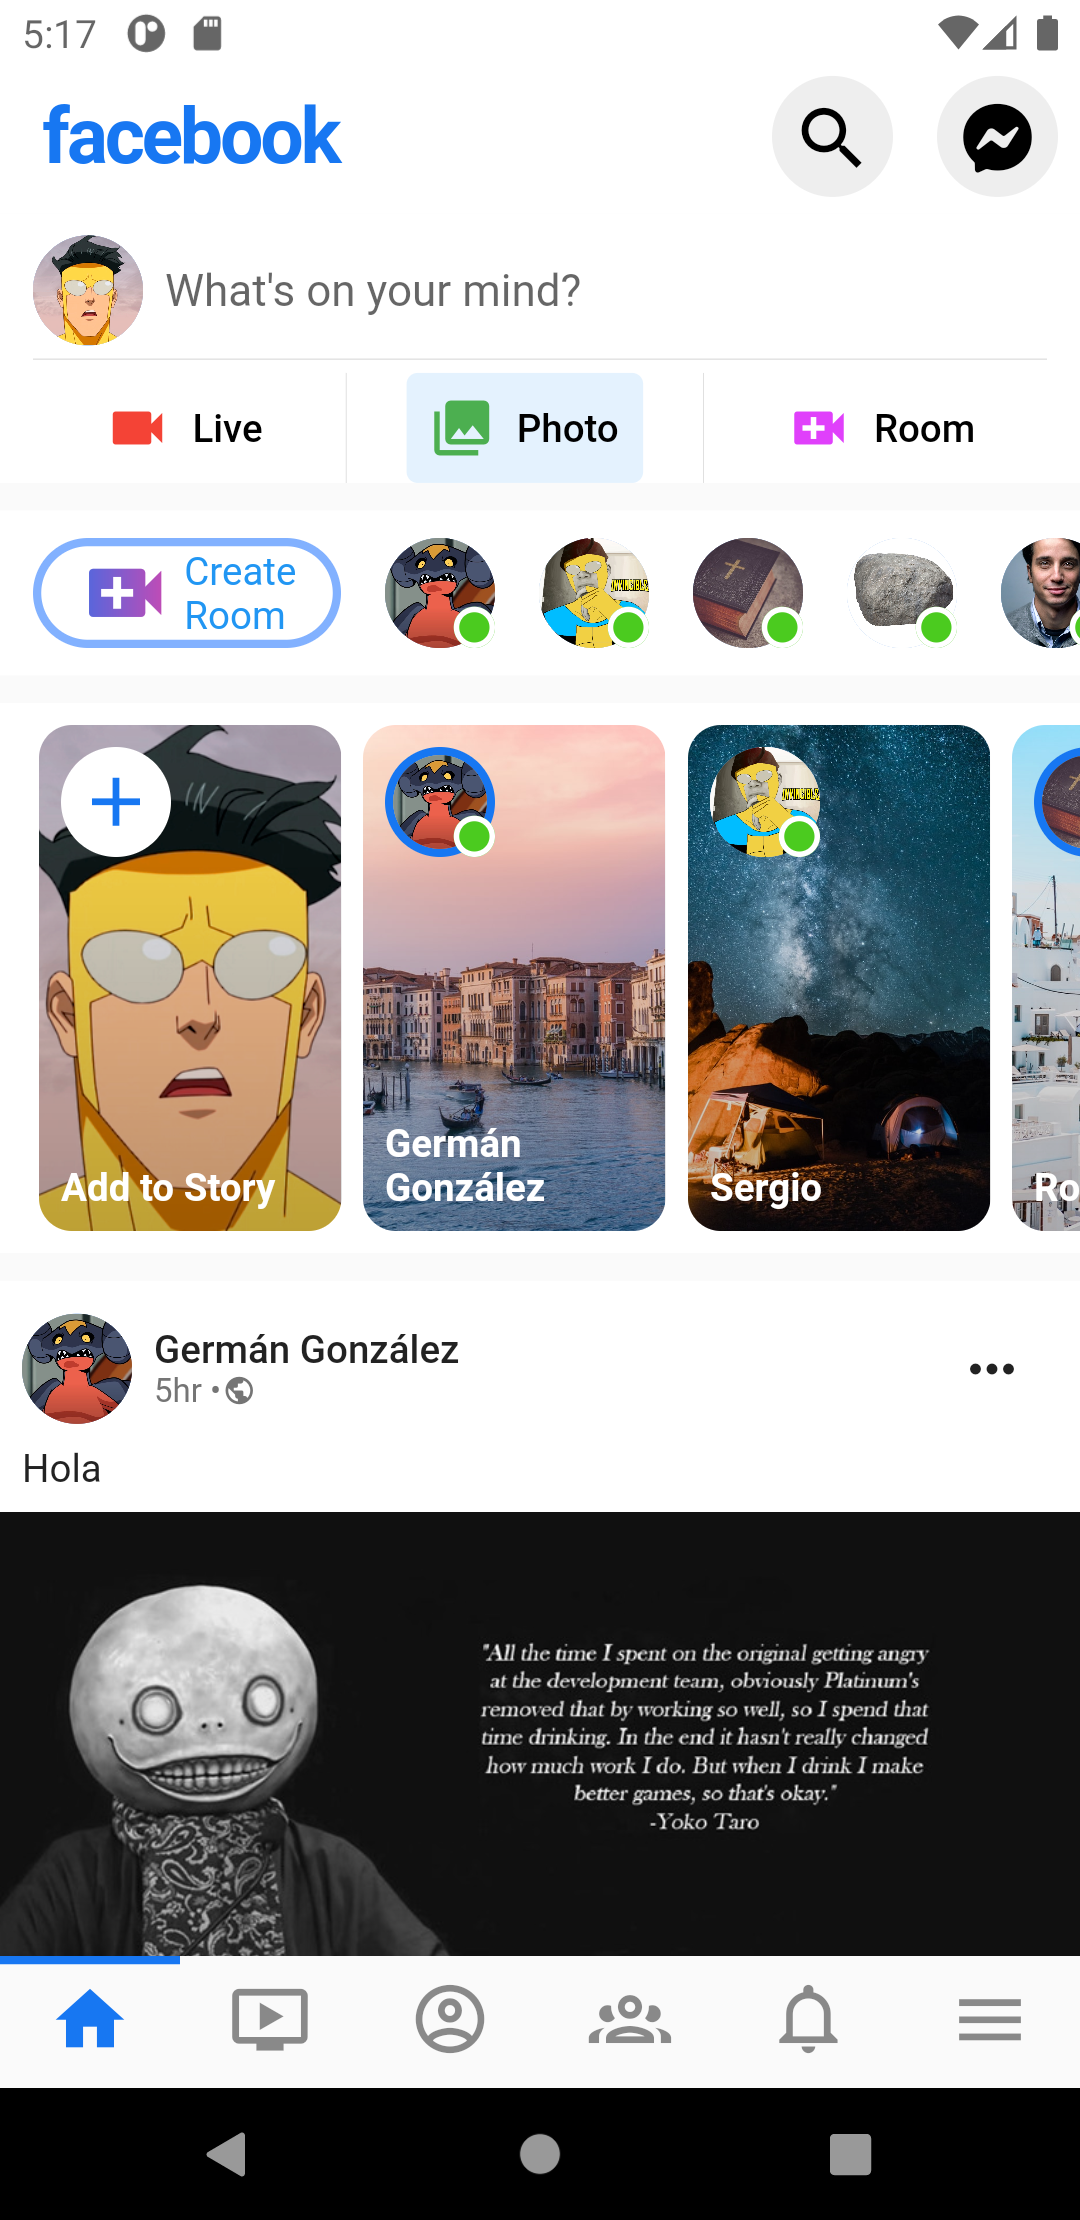 5:17
facebook
What's on your mind?
Live
Photo
Room
Create
Room
Add to Story
Germán
González
Sergio
Ro
Germán González
5hr •
Hola
"All the time I spent on the original getting angry
at the development team, obviously Platinum's
removed that by working so well, so I spend that
time drinking. In the end it hasn't really changed
how much work I do. But when I drink I make
better games, so that's okay."
-Yoko Taro